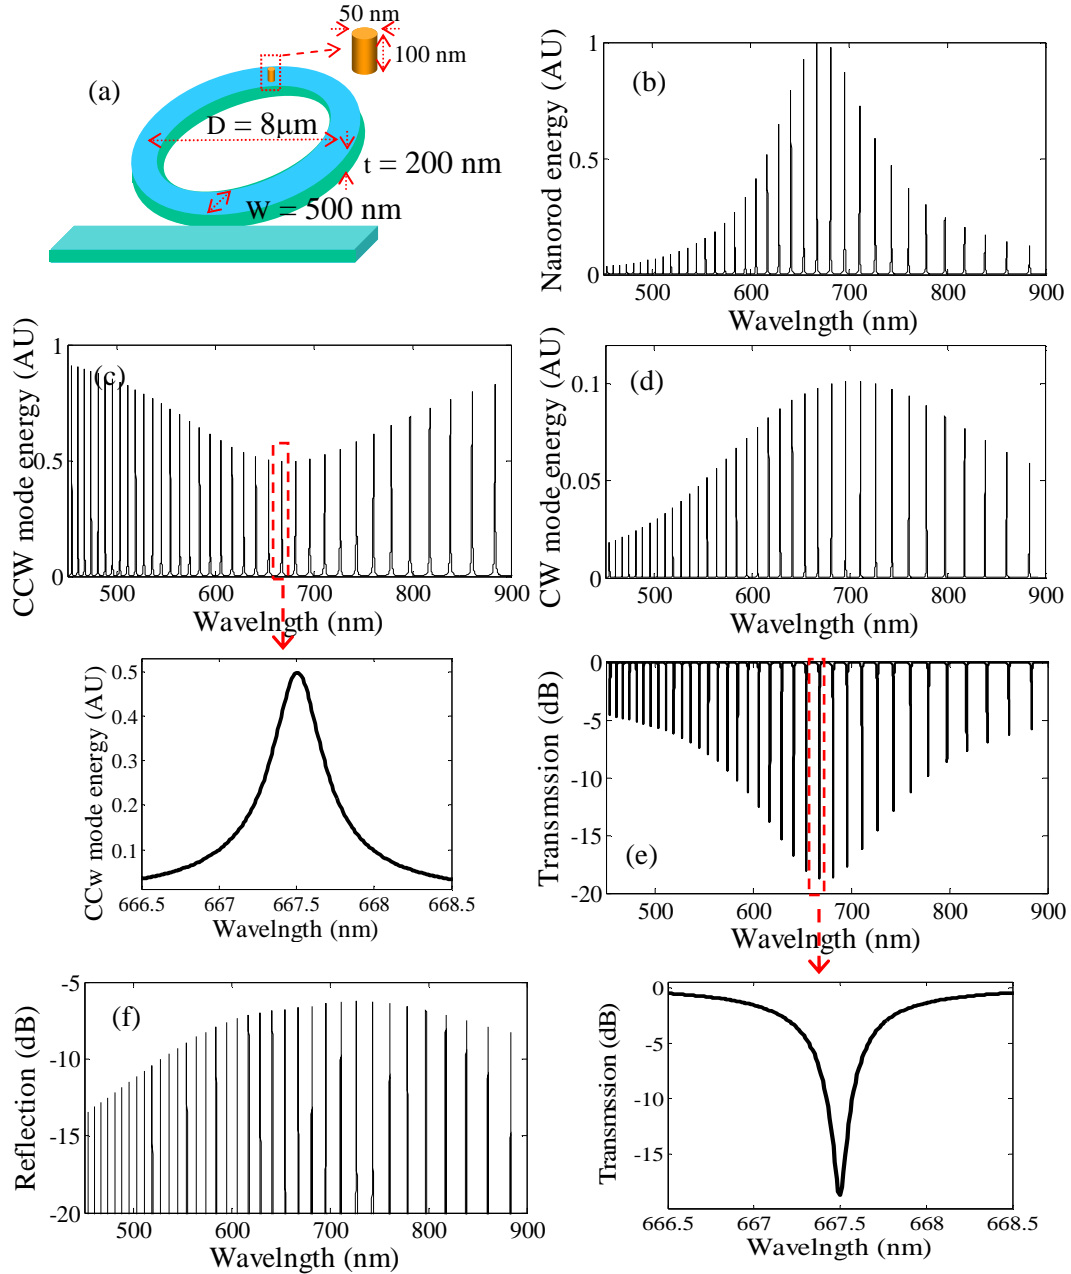 50 nm
100 nm
(a)
D = 8µm
t = 200 nm
W = 500 nm
(b)
Nanorod energy (AU)
1
0.5
0
500 600 700 800 900
Wavelngth (nm)
(c)
CCW mode energy (AU)
1
0.5
0
500 600 700 800 900
Wavelngth (nm)
(d)
CW mode energy (AU)
0.1
0.05
0
500 600 700 800 900
Wavelngth (nm)
CCw mode energy (AU)
0.5
0.4
0.3
0.2
0.1
666.5 667 667.5 668 668.5
Wavelngth (nm)
(e)
Transmssion (dB)
0
-5
-10
-15
-20
500 600 700 800 900
Wavelngth (nm)
(f)
Reflection (dB)
-5
-10
-15
-20
500 600 700 800 900
Wavelngth (nm)
Transmssion (dB)
0
-5
-10
-15
666.5 667 667.5 668 668.5
Wavelngth (nm)